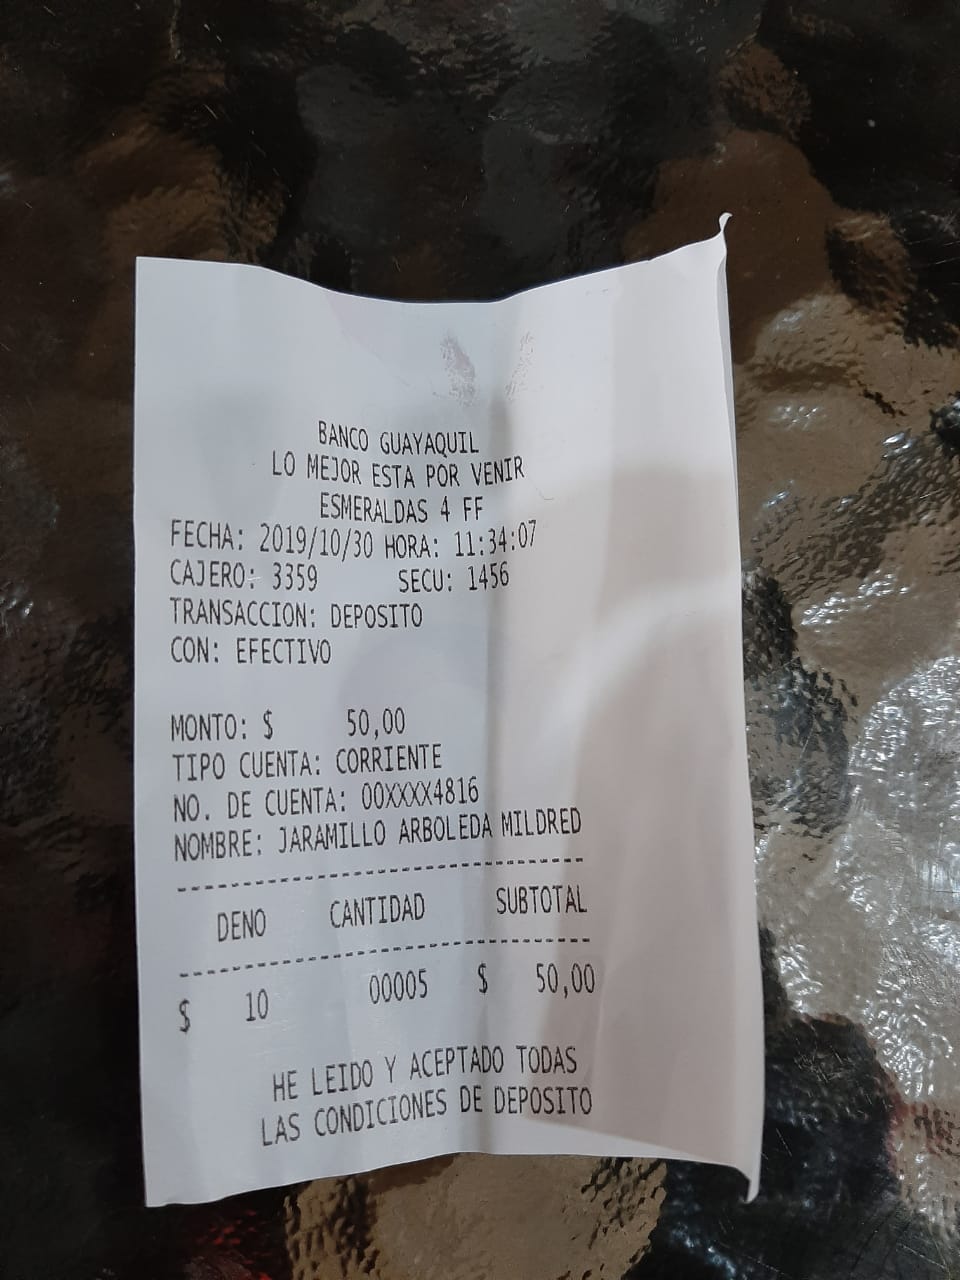 BANCO GUAYAQUIL
LO MEJOR ESTA POR VENIR
ESMERALDAS 4 FF
FECHA: 2019/10/30 HORA: 11:34:07
CAJERO: 3359 SECU: 1456
TRANSACCION: DEPOSITO
CON: EFECTIVO
MONTO: $ 50,00
TIPO CUENTA: CORRIENTE
NO. DE CUENTA: 00XXXX4816
NOMBRE: JARAMILLO ARBOLEDA MILDRED
--------------------------------
DENO CANTIDAD SUBTOTAL
--------------------------------
$ 10 00005 $ 50,00
HE LEIDO Y ACEPTADO TODAS
LAS CONDICIONES DE DEPOSITO